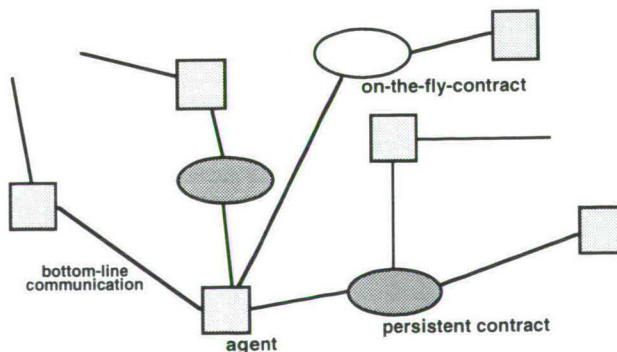 on-the-fly-contract
bottom-line
communication
agent
persistent contract